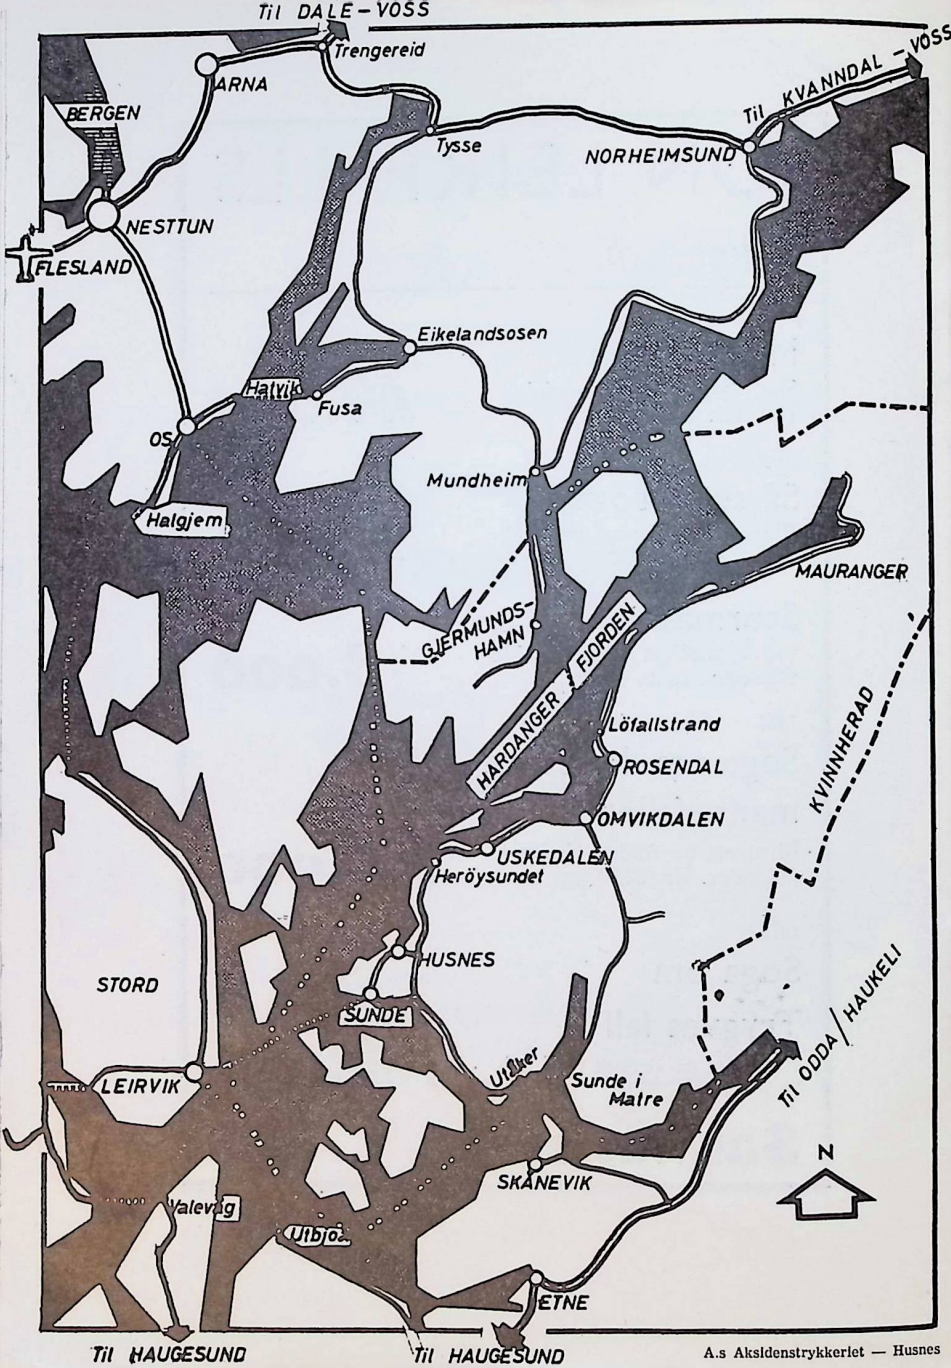 Til DALE-VOSS
Trengereid
ARNA
Til KVANNDAL - VOSS
BERGEN
Tysse
NORHEIMSUND
NESTTUN
FLESLAND
Eikelandsosen
Hatvik
Fusa
OS
Mundheim
Halgjem
MAURANGER
GJERMUNDS-
HAMN
HARDANGER FJORDEN
Löfallstrand
KVINNHERAD
ROSENDAL
OMVIKDALEN
USKEDALEN
Heröysundet
HUSNES
STORD
SUNDE
Til ODDA/HAUKELI
Utåker
LEIRVIK
Sunde i
Matre
N
SKÅNEVIK
Valevåg
Utbjoa
ETNE
Til HAUGESUND
Til HAUGESUND
A.s Aksidenstrykkeriet — Husnes